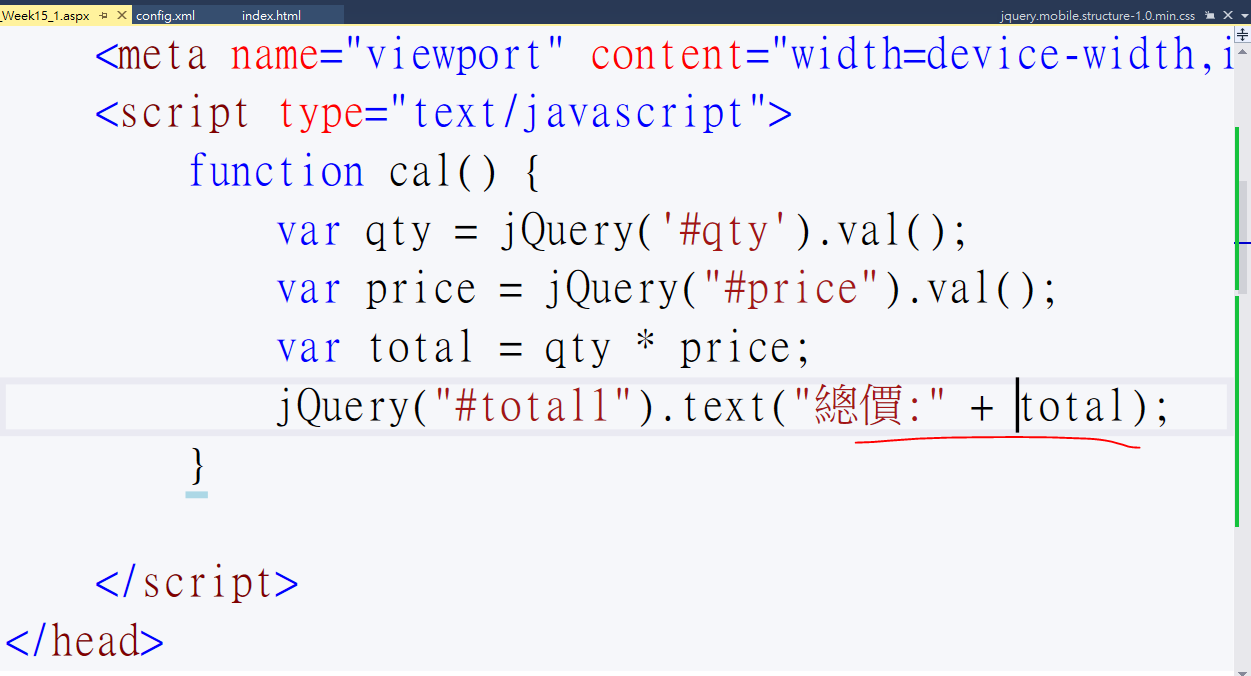 _Week15_1.aspx config.xml index.html jquery.mobile.structure-1.0.min.css
<meta name="viewport" content="width=device-width,i
<script type="text/javascript">
function cal() {
var qty = jQuery('#qty').val();
var price = jQuery("#price").val();
var total = qty * price;
jQuery("#total1").text("總價:" + total);
}
</script>
</head>